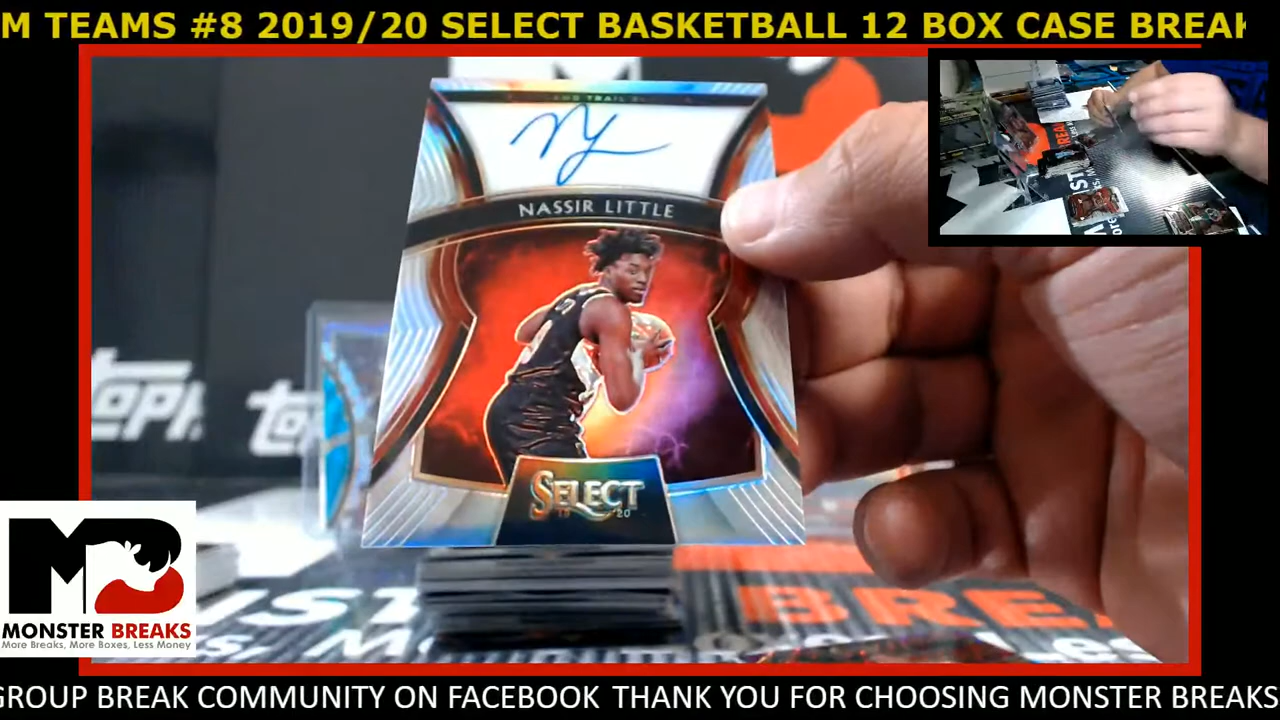 M TEAMS #8 2019/20 SELECT BASKETBALL 12 BOX CASE BREAK
NASSIR LITTLE
SELECT
19 20
MONSTER BREAKS
More Breaks, More Boxes, Less Money
GROUP BREAK COMMUNITY ON FACEBOOK THANK YOU FOR CHOOSING MONSTER BREAKS